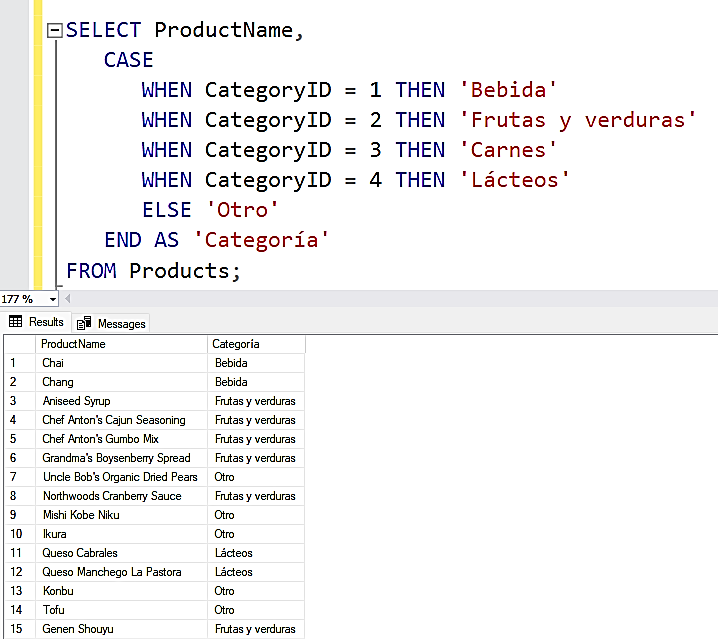 SELECT ProductName,
CASE
WHEN CategoryID = 1 THEN 'Bebida'
WHEN CategoryID = 2 THEN 'Frutas y verduras'
WHEN CategoryID = 3 THEN 'Carnes'
WHEN CategoryID = 4 THEN 'Lácteos'
ELSE 'Otro'
END AS 'Categoría'
FROM Products;
177 %
Results Messages
ProductName Categoría
1 Chai Bebida
2 Chang Bebida
3 Aniseed Syrup Frutas y verduras
4 Chef Anton's Cajun Seasoning Frutas y verduras
5 Chef Anton's Gumbo Mix Frutas y verduras
6 Grandma's Boysenberry Spread Frutas y verduras
7 Uncle Bob's Organic Dried Pears Otro
8 Northwoods Cranberry Sauce Frutas y verduras
9 Mishi Kobe Niku Otro
10 Ikura Otro
11 Queso Cabrales Lácteos
12 Queso Manchego La Pastora Lácteos
13 Konbu Otro
14 Tofu Otro
15 Genen Shouyu Frutas y verduras